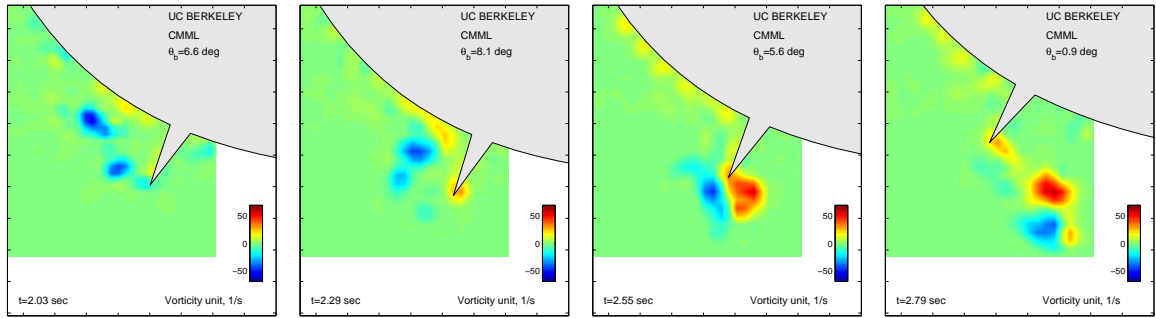 UC BERKELEY
CMML
θb=6.6 deg
50
0
−50
t=2.03 sec Vorticity unit, 1/s
UC BERKELEY
CMML
θb=8.1 deg
50
0
−50
t=2.29 sec Vorticity unit, 1/s
UC BERKELEY
CMML
θb=5.6 deg
50
0
−50
t=2.55 sec Vorticity unit, 1/s
UC BERKELEY
CMML
θb=0.9 deg
50
0
−50
t=2.79 sec Vorticity unit, 1/s